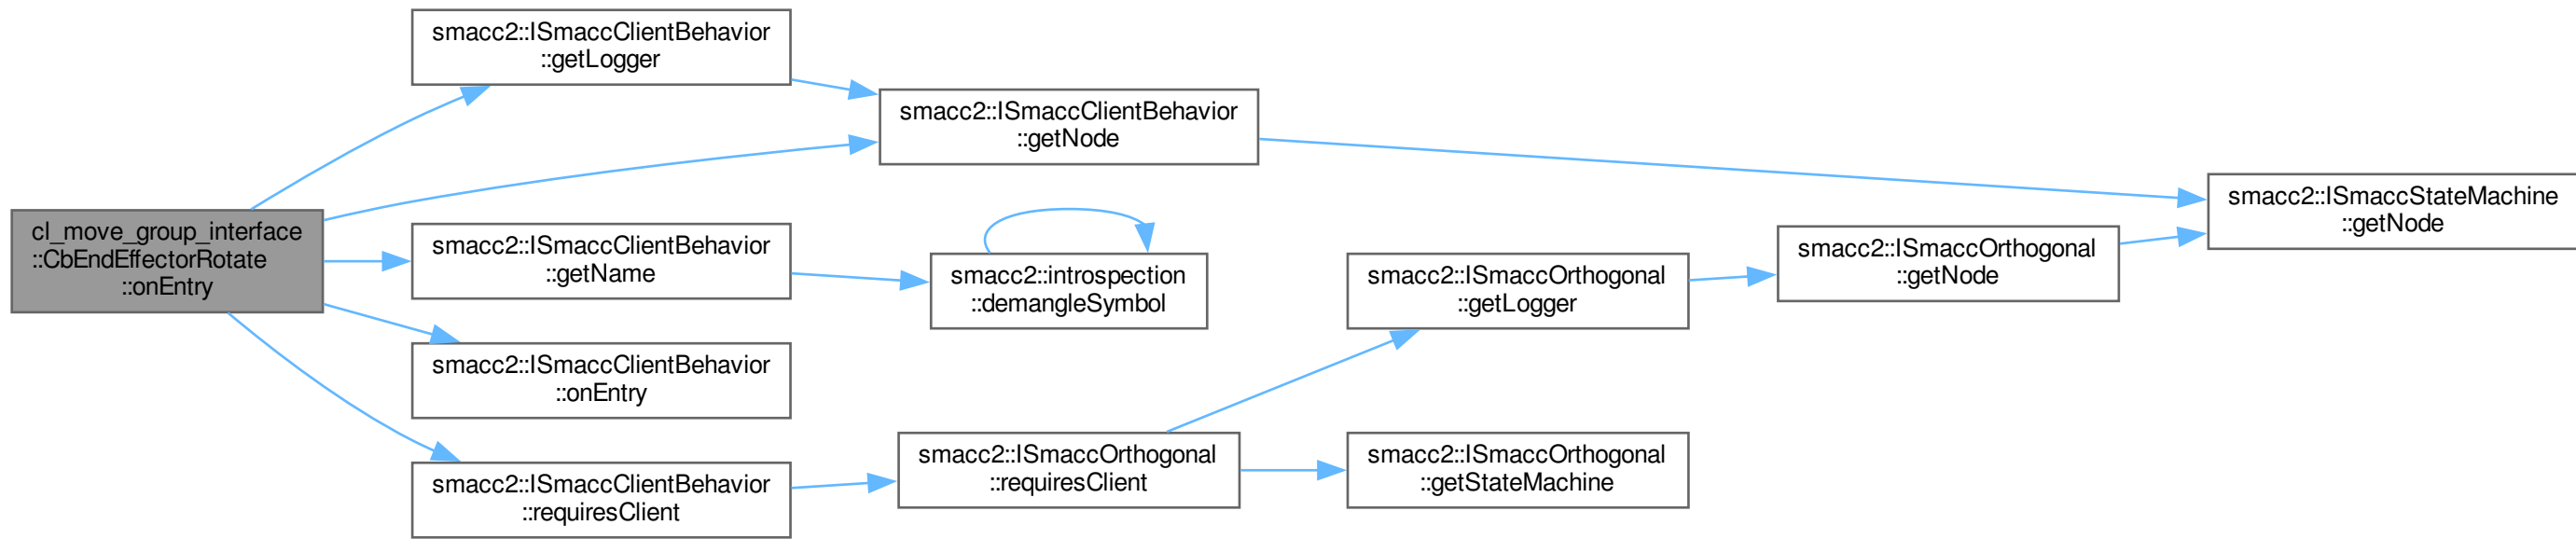 cl_move_group_interface
::CbEndEffectorRotate
::onEntry
smacc2::ISmaccClientBehavior
::getLogger
smacc2::ISmaccClientBehavior
::getNode
smacc2::ISmaccStateMachine
::getNode
smacc2::ISmaccClientBehavior
::getName
smacc2::introspection
::demangleSymbol
smacc2::ISmaccClientBehavior
::onEntry
smacc2::ISmaccClientBehavior
::requiresClient
smacc2::ISmaccOrthogonal
::requiresClient
smacc2::ISmaccOrthogonal
::getLogger
smacc2::ISmaccOrthogonal
::getNode
smacc2::ISmaccOrthogonal
::getStateMachine